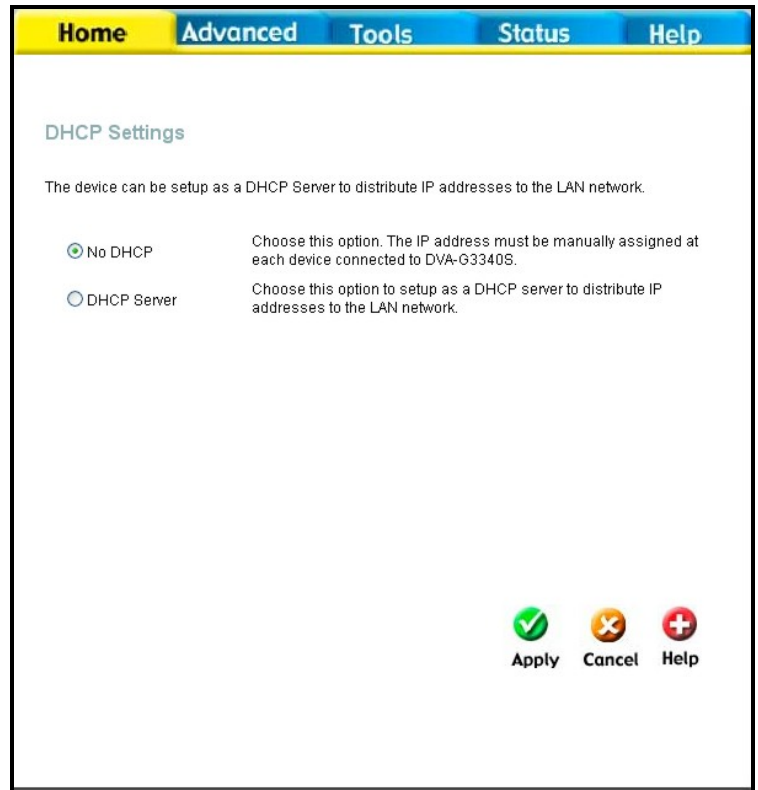 Home Advanced Tools Status Help
DHCP Settings
The device can be setup as a DHCP Server to distribute IP addresses to the LAN network.
No DHCP
Choose this option. The IP address must be manually assigned at
each device connected to DVA-G3340S.
DHCP Server
Choose this option to setup as a DHCP server to distribute IP
addresses to the LAN network.
Apply Cancel Help